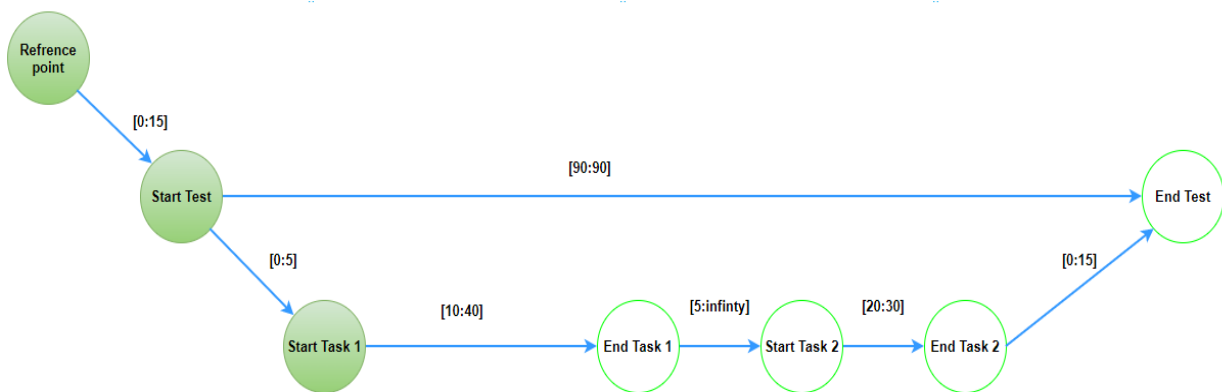 Refrence
point
[0:15]
[90:90]
Start Test
End Test
[0:5]
[0:15]
[10:40]
[5:infinty]
[20:30]
Start Task 1
End Task 1
Start Task 2
End Task 2